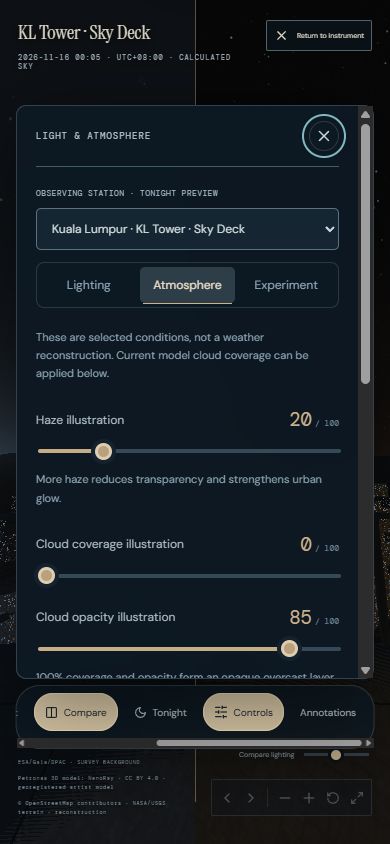 KL Tower · Sky Deck
Return to Instrument
2026-11-16 00:05 · UTC+08:00 · CALCULATED
SKY
LIGHT & ATMOSPHERE
OBSERVING STATION · TONIGHT PREVIEW
Kuala Lumpur · KL Tower · Sky Deck
Lighting
Atmosphere
Experiment
These are selected conditions, not a weather
reconstruction. Current model cloud coverage can be
applied below.
Haze illustration
20 / 100
More haze reduces transparency and strengthens urban
glow.
Cloud coverage illustration
0 / 100
Cloud opacity illustration
85 / 100
100% coverage and opacity form an opaque overcast layer
Compare
Tonight
Controls
Annotations
Compare lighting
ESA/Gaia/DPAC · SURVEY BACKGROUND
Petronas 3D model: NenoRay · CC BY 4.0 ·
georegistered artist model
© OpenStreetMap contributors · NASA/USGS
terrain · reconstruction